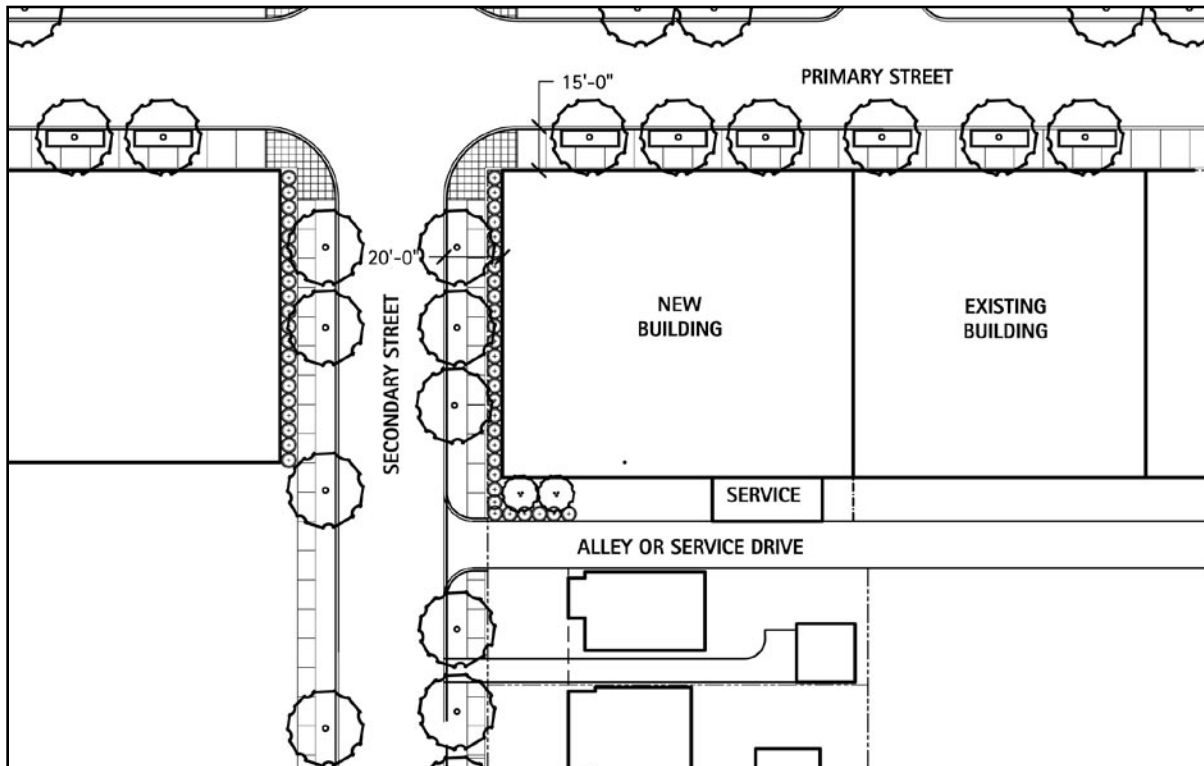 PRIMARY STREET
15'-0"
20'-0"
SECONDARY STREET
NEW
BUILDING
EXISTING
BUILDING
SERVICE
ALLEY OR SERVICE DRIVE